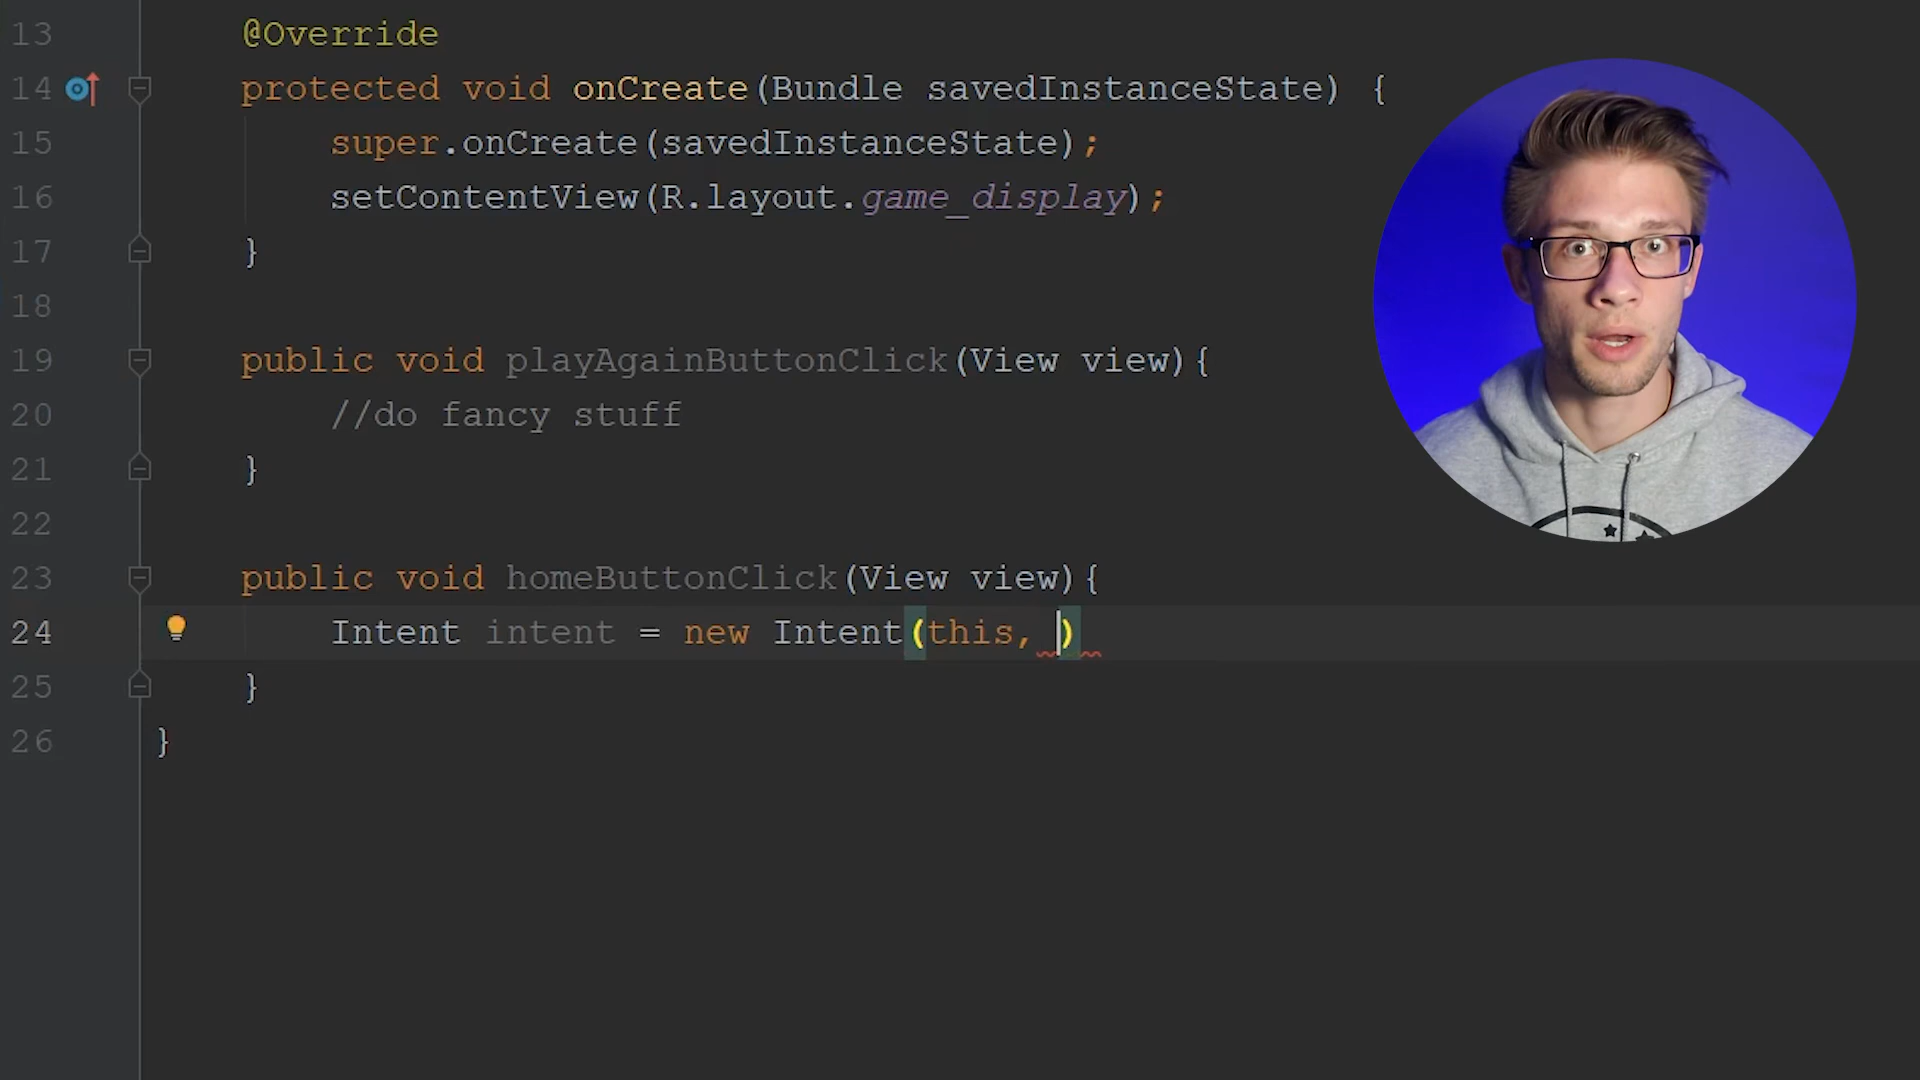 13 @Override
14 protected void onCreate(Bundle savedInstanceState) {
15 super.onCreate(savedInstanceState);
16 setContentView(R.layout.game_display);
17 }
18
19 public void playAgainButtonClick(View view){
20 //do fancy stuff
21 }
22
23 public void homeButtonClick(View view){
24 Intent intent = new Intent(this, )
25 }
26 }